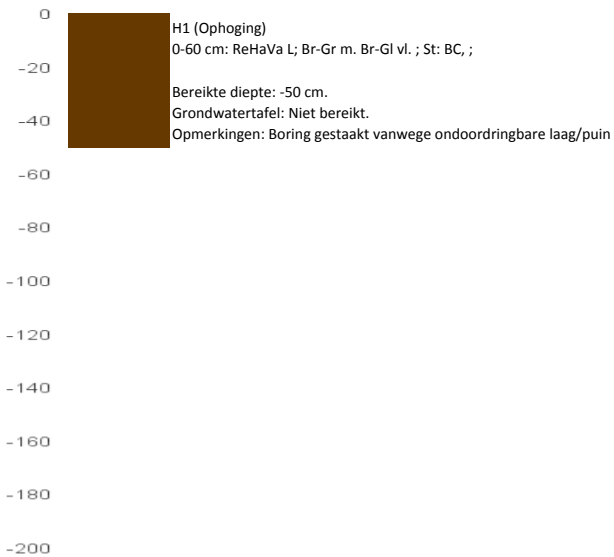 0
H1 (Ophoging)
0-60 cm: ReHaVa L; Br-Gr m. Br-Gl vl. ; St: BC, ;
-20
Bereikte diepte: -50 cm.
Grondwatertafel: Niet bereikt.
-40
Opmerkingen: Boring gestaakt vanwege ondoordringbare laag/puin
-60
-80
-100
-120
-140
-160
-180
-200